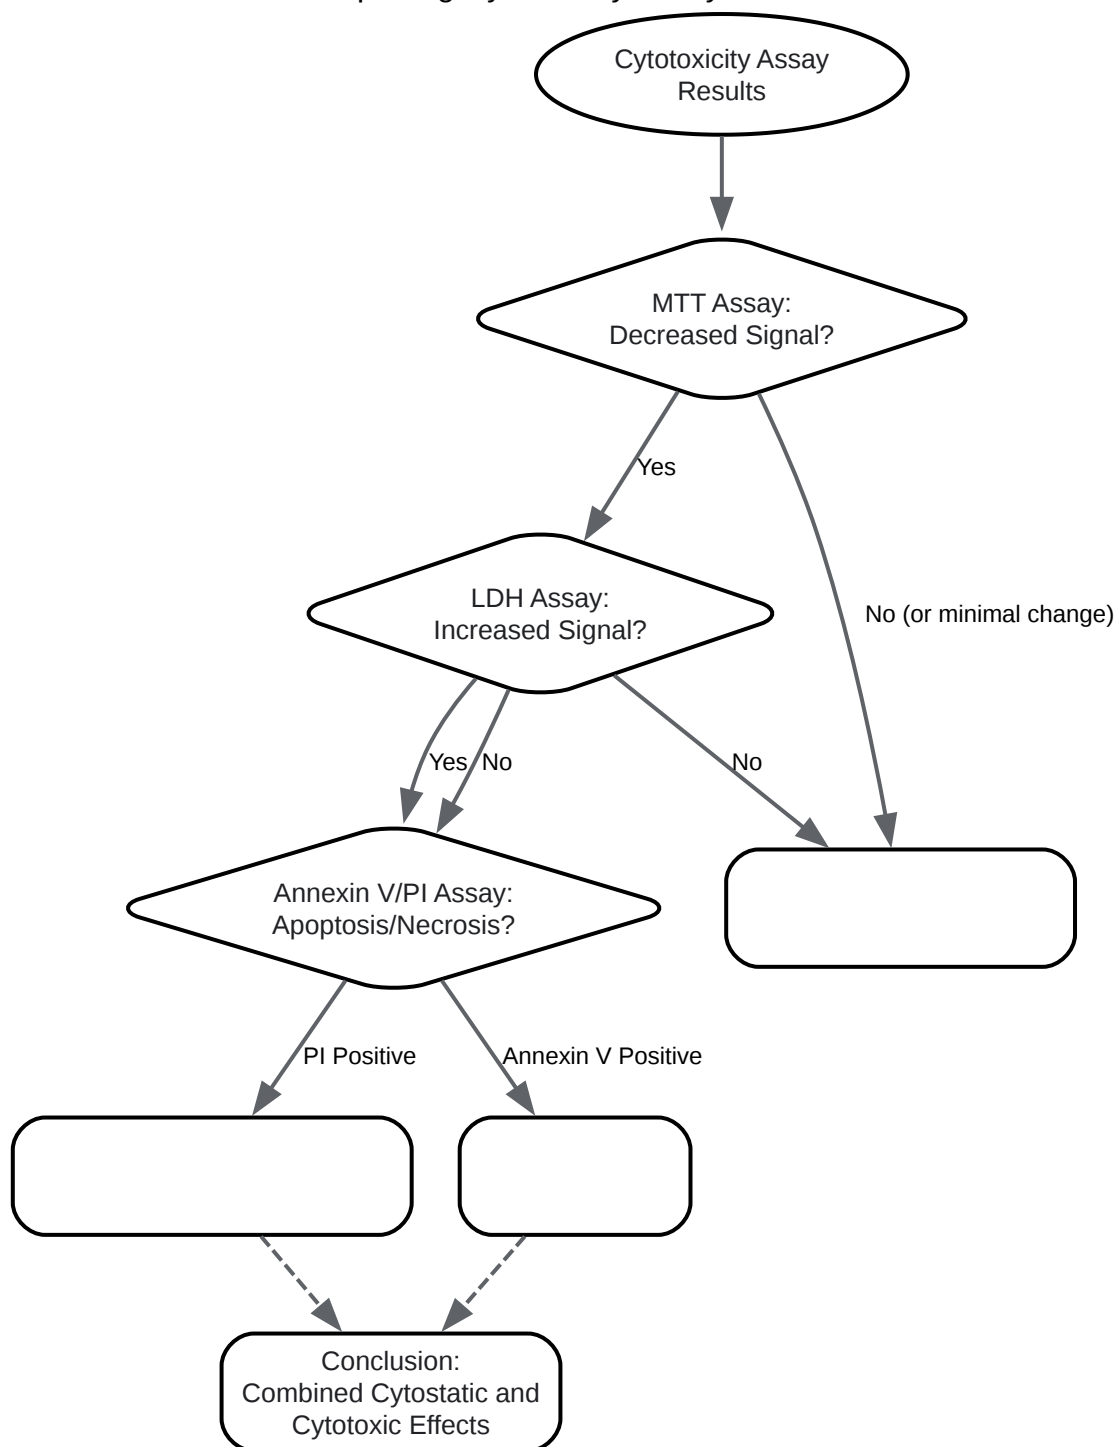 Cytotoxicity Assay
Results
MTT Assay:
Decreased Signal?
Yes
No (or minimal change)
LDH Assay:
Increased Signal?
Yes
No
No
Annexin V/PI Assay:
Apoptosis/Necrosis?
PI Positive
Annexin V Positive
Conclusion:
Combined Cytostatic and
Cytotoxic Effects